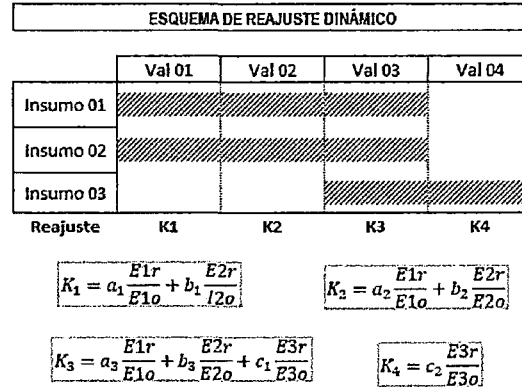 ESQUEMA DE REAJUSTE DINÁMICO
Val 01 Val 02 Val 03 Val 04
Insumo 01
Insumo 02
Insumo 03
Reajuste K1 K2 K3 K4
K₁ = a₁ E1r/E1o + b₁ E2r/I2o
K₂ = a₂ E1r/E1o + b₂ E2r/E2o
K₃ = a₃ E1r/E1o + b₃ E2r/E2o + c₁ E3r/E3o
K₄ = c₂ E3r/E3o